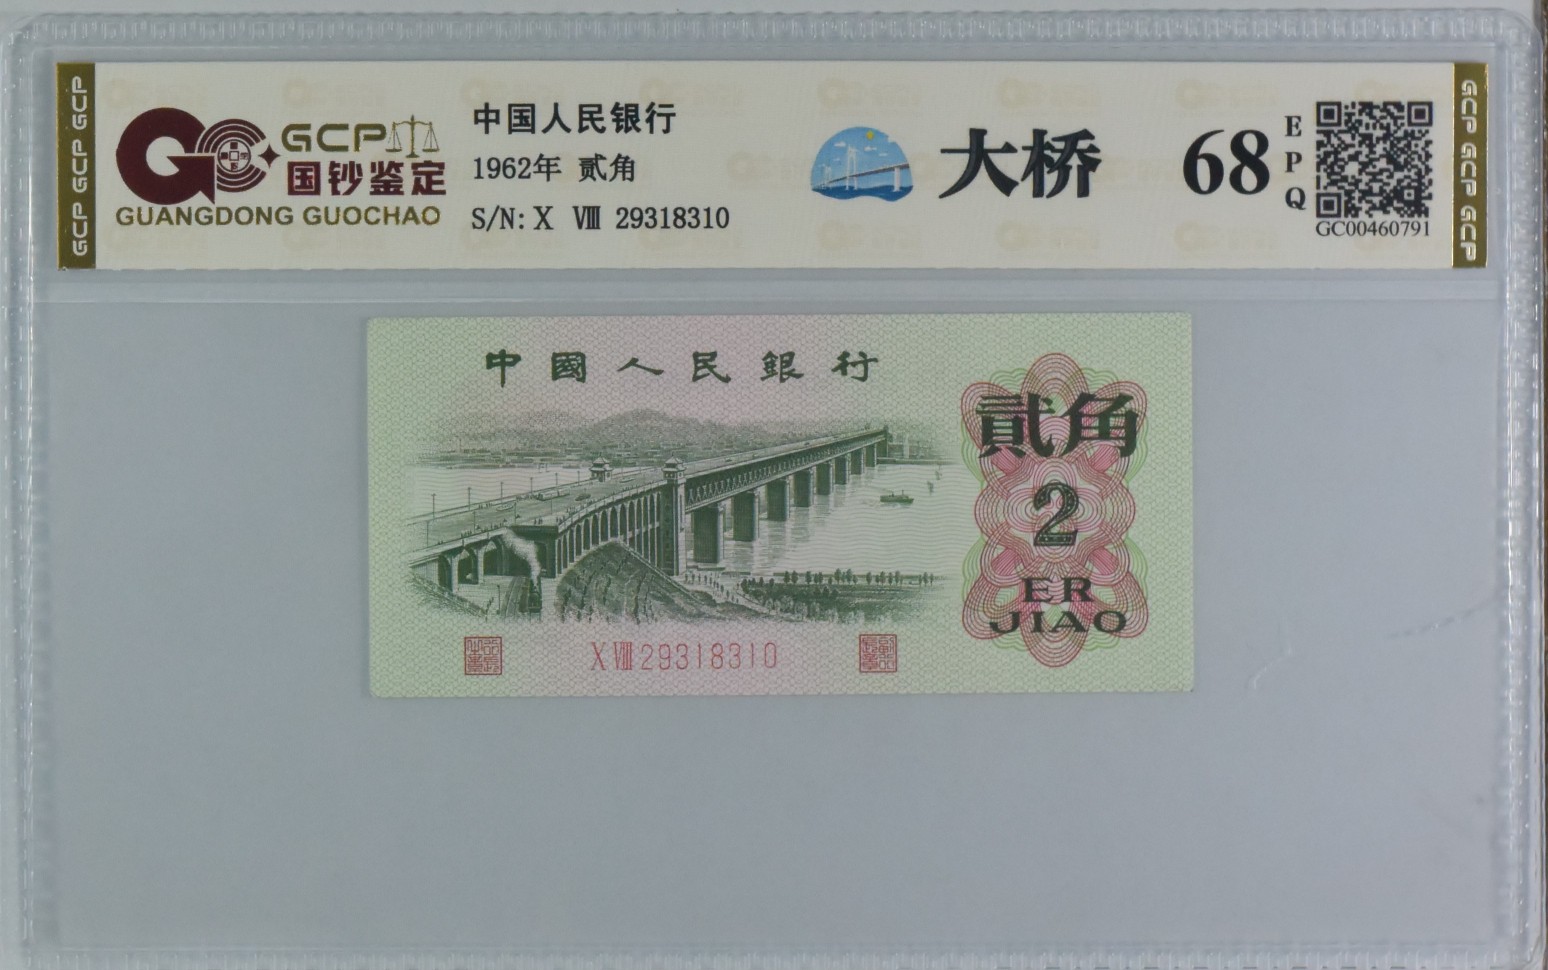 GCP GCP GCP
GCP
国钞鉴定
GUANGDONG GUOCHAO
中国人民银行
1962年 贰角
S/N: X Ⅷ 29318310
大桥
68
EPQ
GC00460791
GCP GCP GCP
中國人民銀行
貳角
2
ER
JIAO
X Ⅷ 29318310